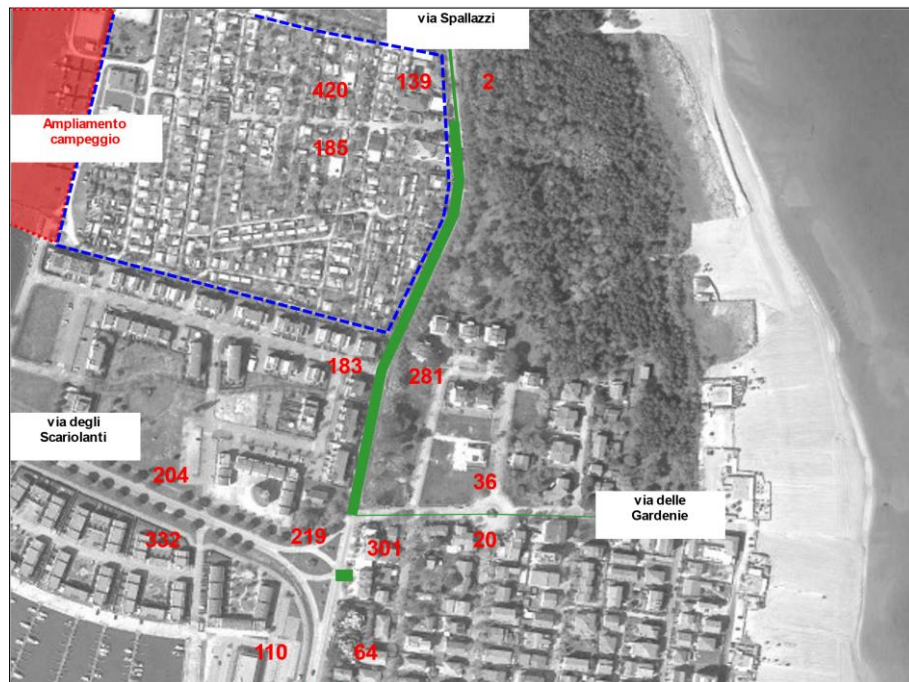 via Spallazzi
420
139
2
Ampliamento
campeggio
185
183
281
via degli
Scariolanti
204
36
via delle
Gardenie
332
219
301
20
110
64